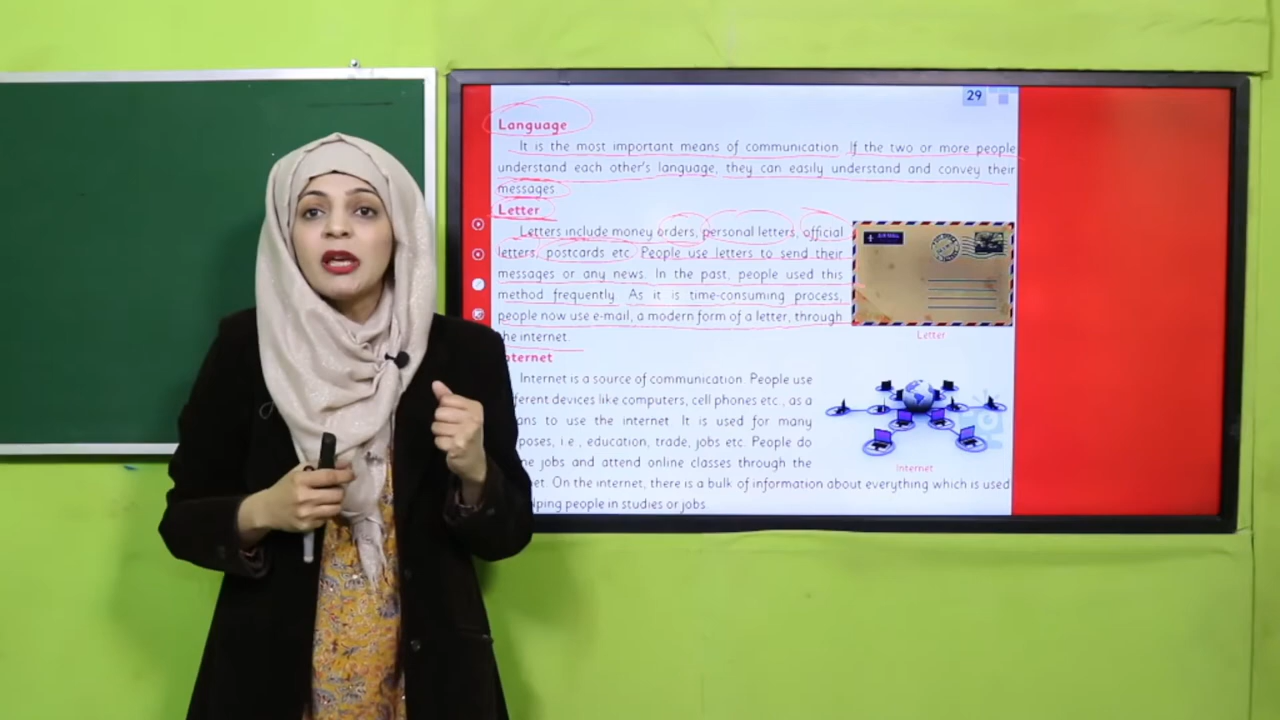 29
Language
It is the most important means of communication. If the two or more people
understand each other's language, they can easily understand and convey their
messages.
Letter
Letters include money orders, personal letters, official
letters, postcards etc. People use letters to send their
messages or any news. In the past, people used this
method frequently. As it is time-consuming process,
people now use e-mail, a modern form of a letter, through
the internet.
Letter
Internet is a source of communication. People use
computers, cell phones etc., as a
to use the internet. It is used for many
i.e., education, trade, jobs etc. People do
jobs and attend online classes through the
Internet
On the internet, there is a bulk of information about everything which is used
people in studies or jobs.